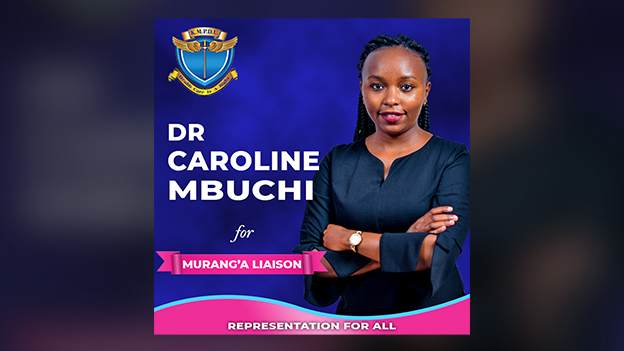 K.M.P.D.U.
DR
CAROLINE
MBUCHI
for
MURANG'A LIAISON
REPRESENTATION FOR ALL